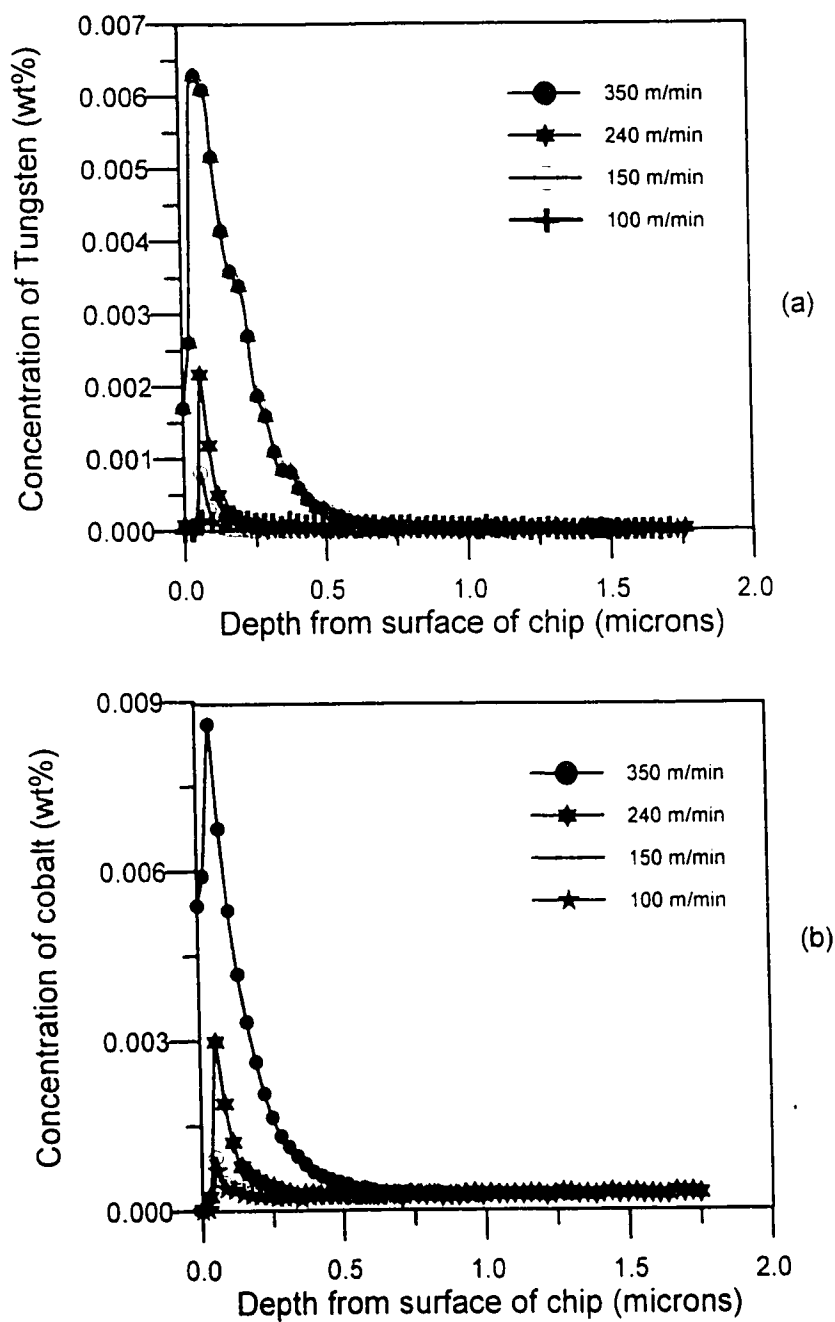 Concentration of Tungsten (wt%)
0.007
0.006
0.005
0.004
0.003
0.002
0.001
0.000
350 m/min
240 m/min
150 m/min
100 m/min
(a)
0.0 0.5 1.0 1.5 2.0
Depth from surface of chip (microns)
Concentration of cobalt (wt%)
0.009
0.006
0.003
0.000
350 m/min
240 m/min
150 m/min
100 m/min
(b)
0.0 0.5 1.0 1.5 2.0
Depth from surface of chip (microns)